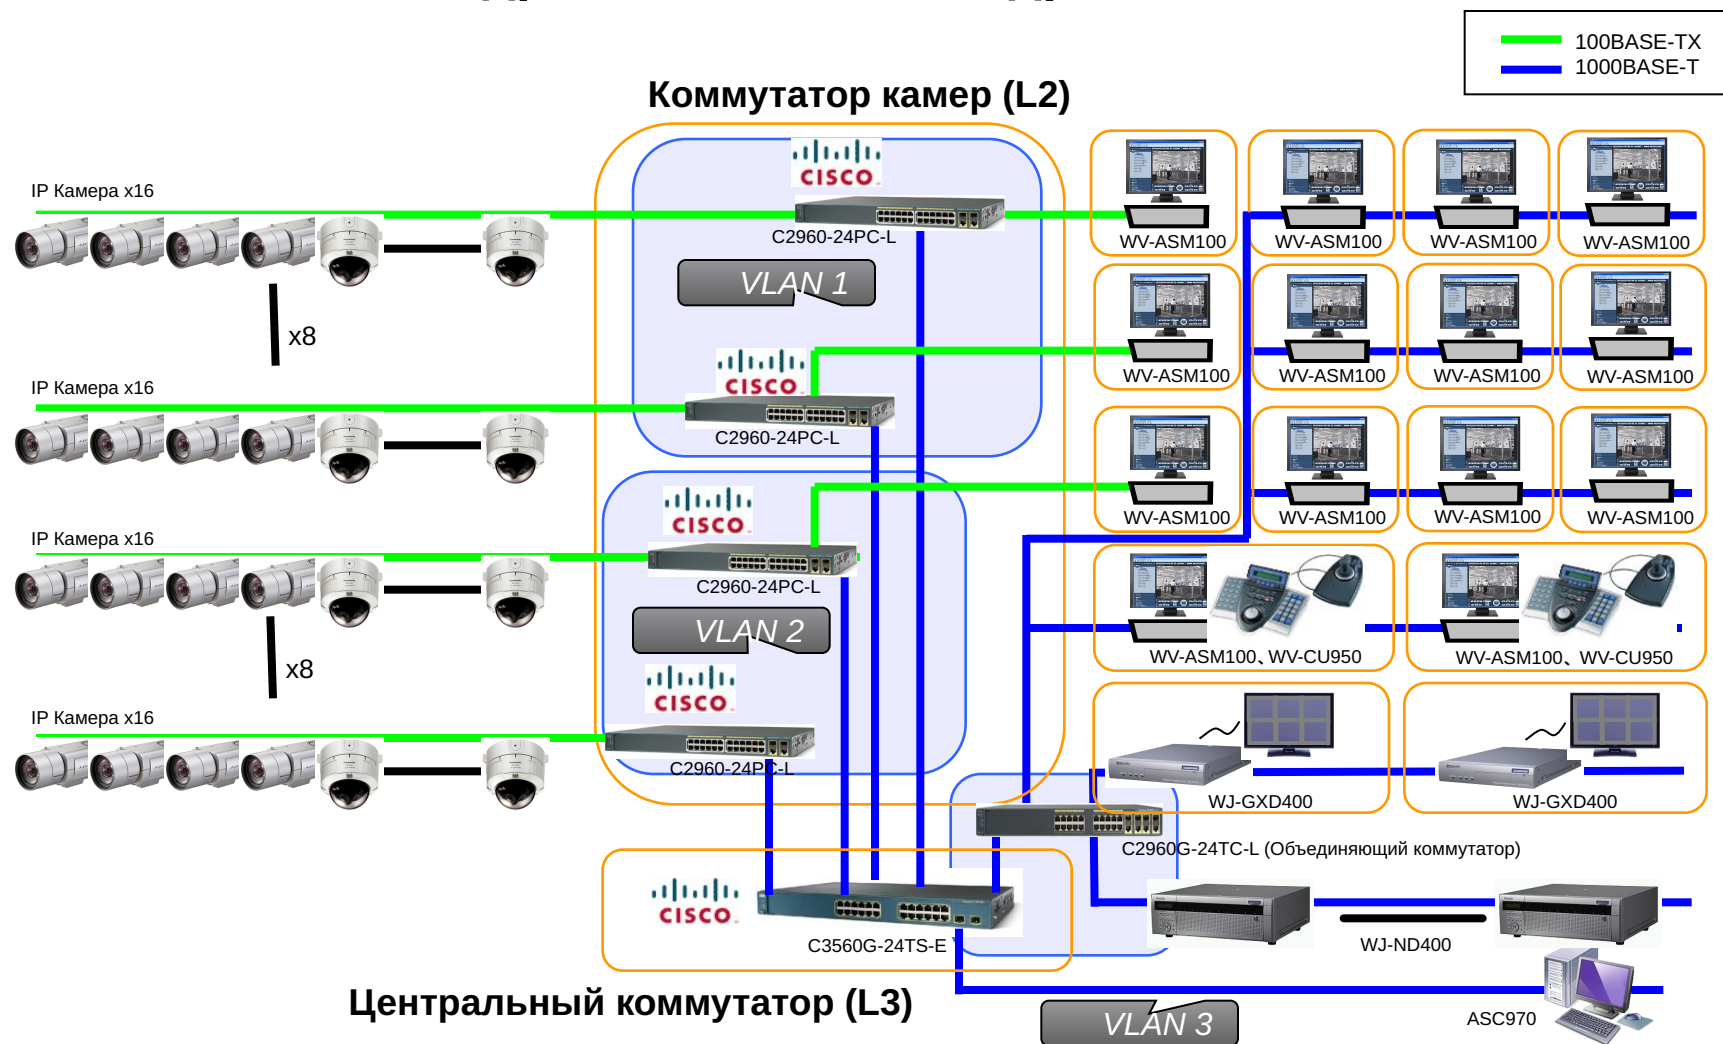 100BASE-TX
1000BASE-T
Коммутатор камер (L2)
IP Камера x16
CISCO
C2960-24PC-L
VLAN 1
WV-ASM100
WV-ASM100
WV-ASM100
WV-ASM100
x8
IP Камера x16
CISCO
C2960-24PC-L
WV-ASM100
WV-ASM100
WV-ASM100
WV-ASM100
IP Камера x16
CISCO
C2960-24PC-L
WV-ASM100
WV-ASM100
WV-ASM100
WV-ASM100
VLAN 2
x8
WV-ASM100、WV-CU950
WV-ASM100、WV-CU950
IP Камера x16
CISCO
C2960-24PC-L
WJ-GXD400
WJ-GXD400
C2960G-24TC-L (Объединяющий коммутатор)
CISCO
C3560G-24TS-E
WJ-ND400
Центральный коммутатор (L3)
VLAN 3
ASC970